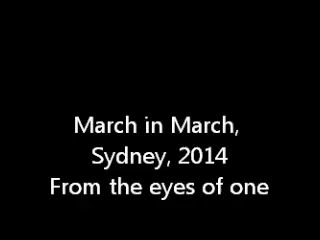 March in March,
Sydney, 2014
From the eyes of one